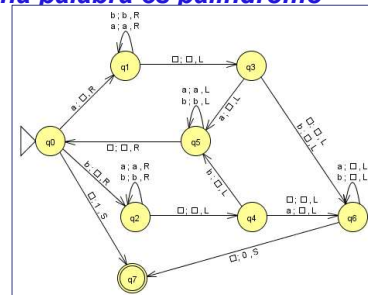 na palabra es palíndromo
b ; b , R
a ; a , R
q1
□ ; □ , L
q3
a ; □ , R
a ; a , L
b ; b , L
a ; □ , L
□ ; □ , L
b ; □ , L
q0
□ ; □ , R
q5
b ; □ , R
a ; a , R
b ; b , R
b ; □ , L
a ; □ , L
b ; □ , L
□ ; 1 , S
q2
□ ; □ , L
q4
□ ; □ , L
a ; □ , L
q6
□ ; 0 , S
q7